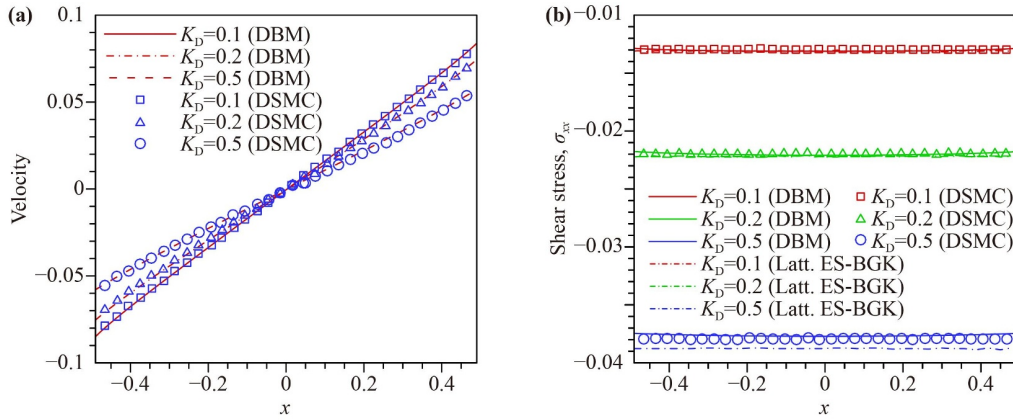 (a)
0.1
0.05
0
−0.05
−0.1
Velocity
K_D=0.1 (DBM)
K_D=0.2 (DBM)
K_D=0.5 (DBM)
K_D=0.1 (DSMC)
K_D=0.2 (DSMC)
K_D=0.5 (DSMC)
−0.4 −0.2 0 0.2 0.4
x
(b)
−0.01
−0.02
−0.03
−0.04
Shear stress, σ_xx
K_D=0.1 (DBM) K_D=0.1 (DSMC)
K_D=0.2 (DBM) K_D=0.2 (DSMC)
K_D=0.5 (DBM) K_D=0.5 (DSMC)
K_D=0.1 (Latt. ES-BGK)
K_D=0.2 (Latt. ES-BGK)
K_D=0.5 (Latt. ES-BGK)
−0.4 −0.2 0 0.2 0.4
x